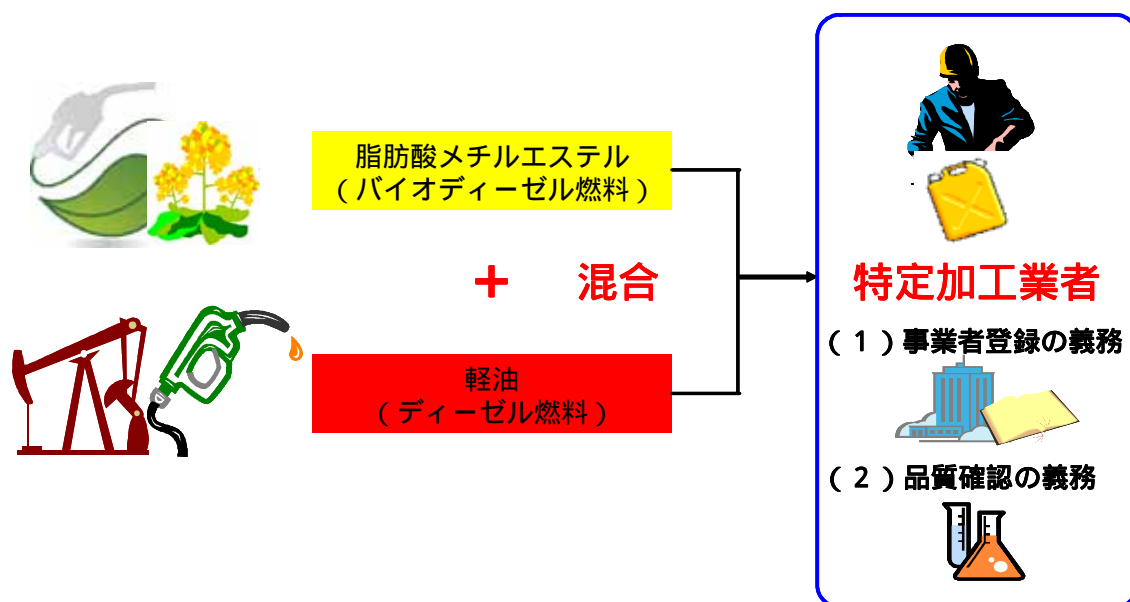 脂肪酸メチルエステル
(バイオディーゼル燃料)
+ 混合
軽油
(ディーゼル燃料)
特定加工業者
(1)事業者登録の義務
(2)品質確認の義務